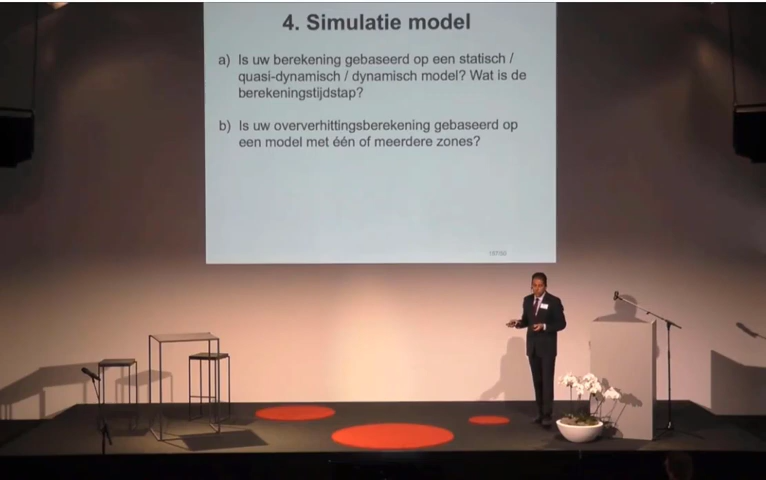 4. Simulatie model
a) Is uw berekening gebaseerd op een statisch /
quasi-dynamisch / dynamisch model? Wat is de
berekeningstijdstap?
b) Is uw oververhittingsberekening gebaseerd op
een model met één of meerdere zones?